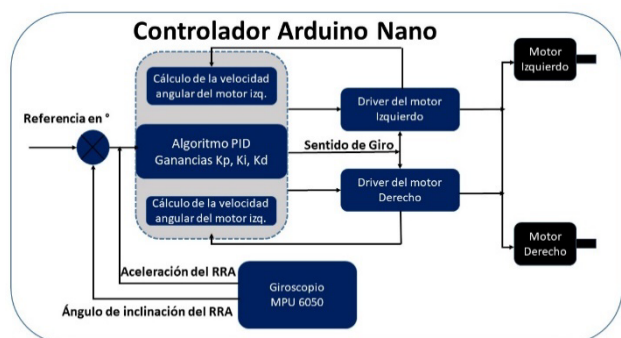 Controlador Arduino Nano
Motor
Izquierdo
Cálculo de la velocidad
angular del motor izq.
Driver del motor
Izquierdo
Referencia en °
Algoritmo PID
Ganancias Kp, Ki, Kd
Sentido de Giro
Driver del motor
Derecho
Cálculo de la velocidad
angular del motor izq.
Motor
Derecho
Aceleración del RRA
Giroscopio
MPU 6050
Ángulo de inclinación del RRA